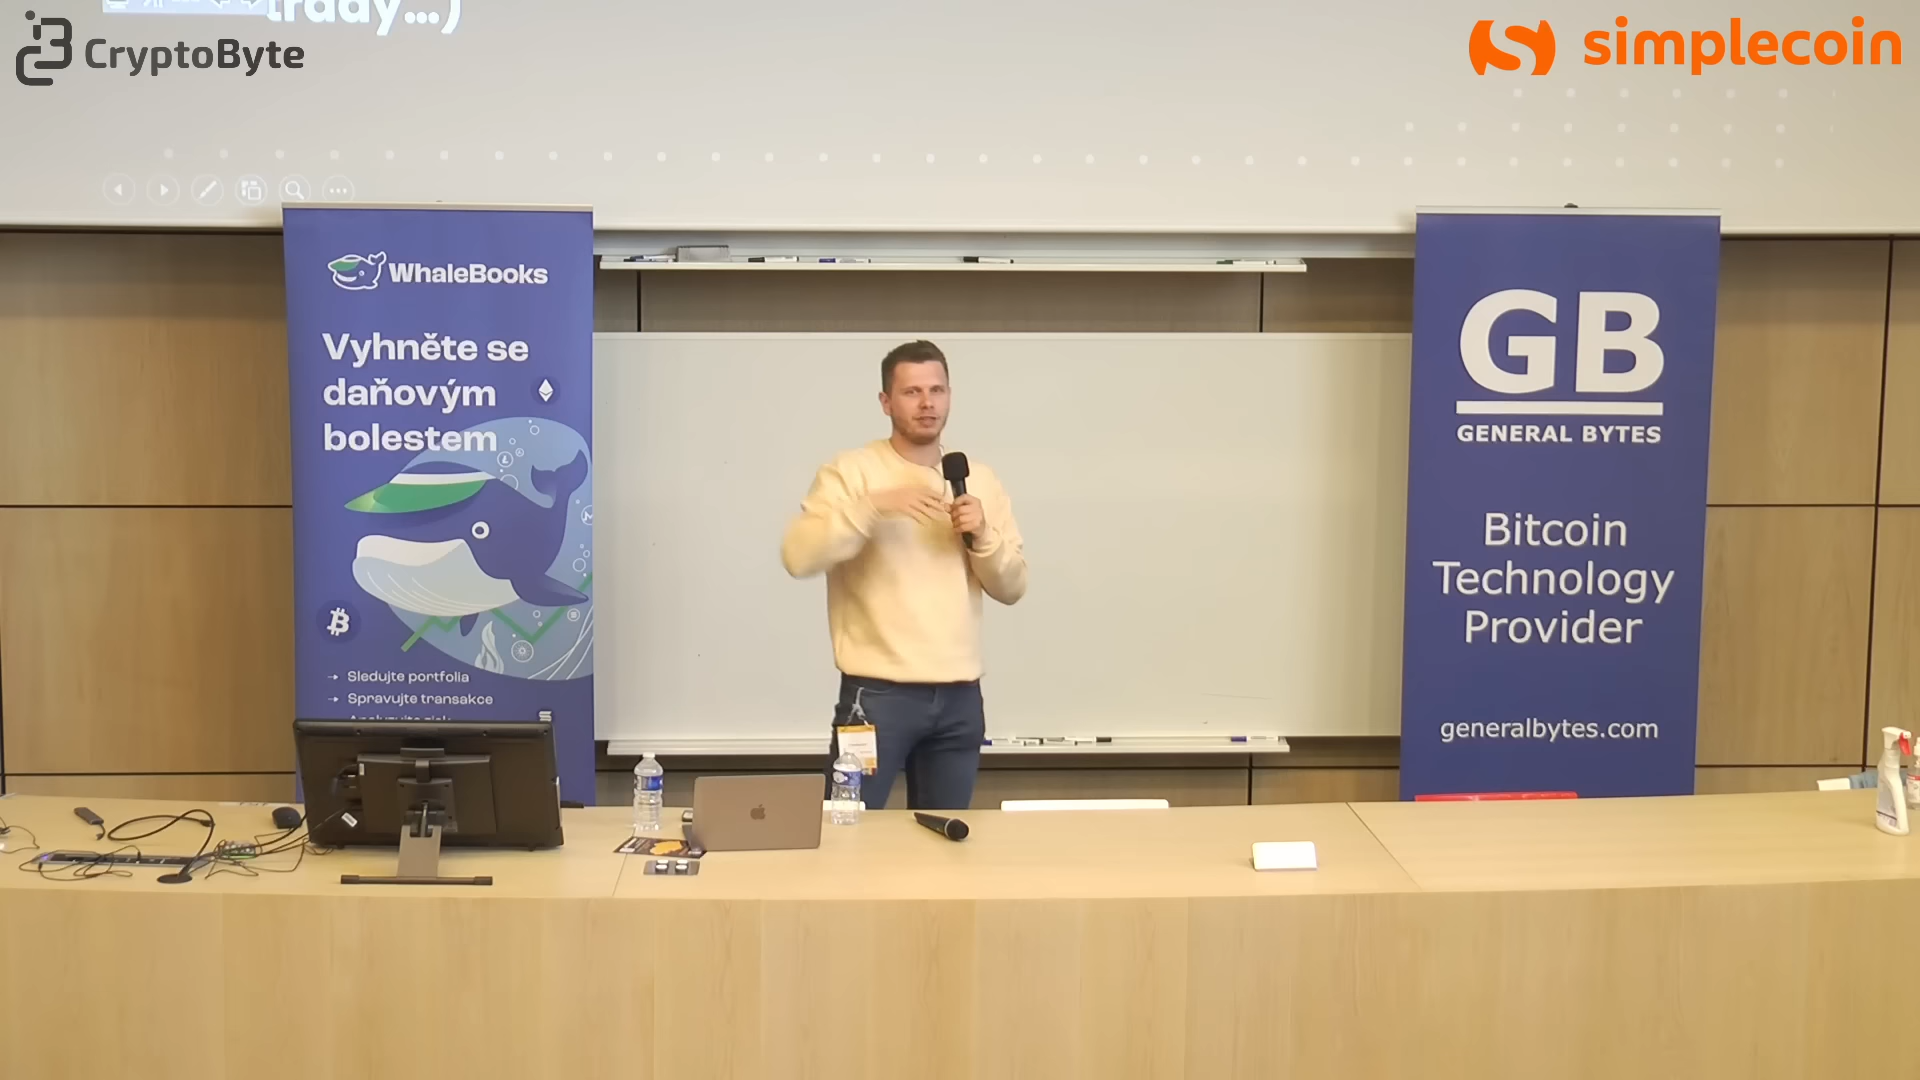 trady...)
CryptoByte
simplecoin
WhaleBooks
Vyhněte se
daňovým
bolestem
→ Sledujte portfolia
→ Spravujte transakce
GB
GENERAL BYTES
Bitcoin
Technology
Provider
generalbytes.com